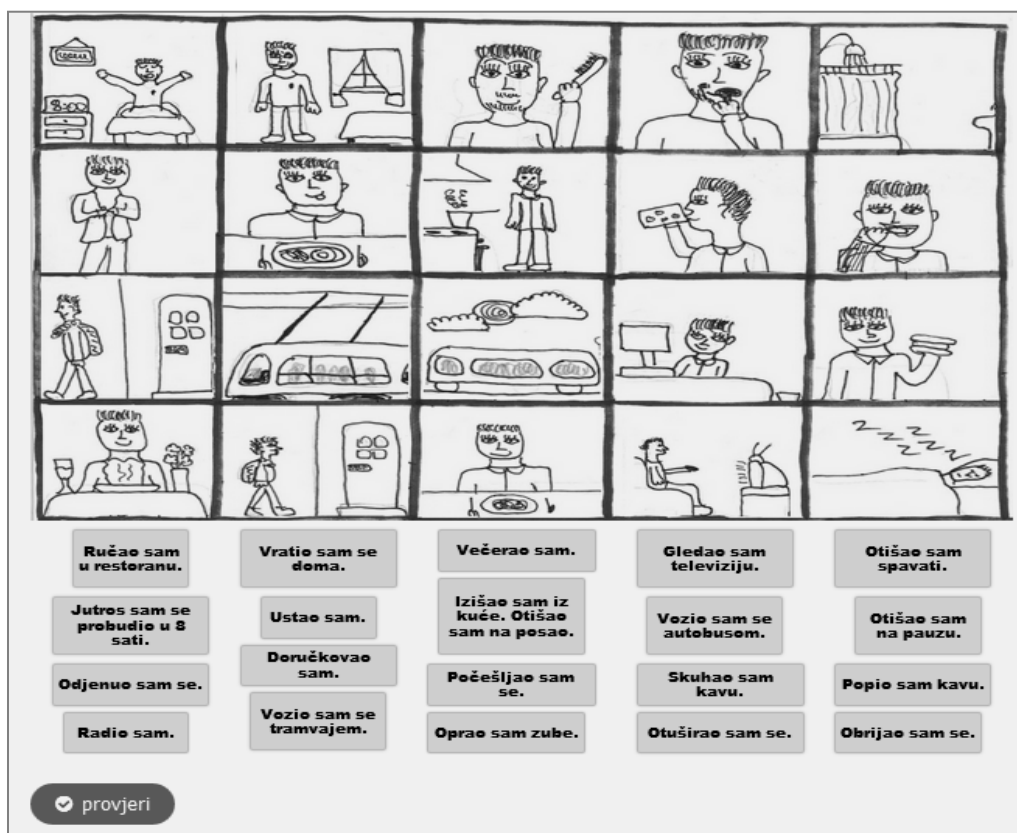 8:00
Ručao sam
u restoranu.
Vratio sam se
doma.
Večerao sam.
Gledao sam
televiziju.
Otišao sam
spavati.
Jutros sam se
probudio u 8
sati.
Ustao sam.
Izišao sam iz
kuće. Otišao
sam na posao.
Vozio sam se
autobusom.
Otišao sam
na pauzu.
Odjenuo sam se.
Doručkovao
sam.
Počešljao sam
se.
Skuhao sam
kavu.
Popio sam kavu.
Radio sam.
Vozio sam se
tramvajem.
Oprao sam zube.
Otuširao sam se.
Obrijao sam se.
provjeri